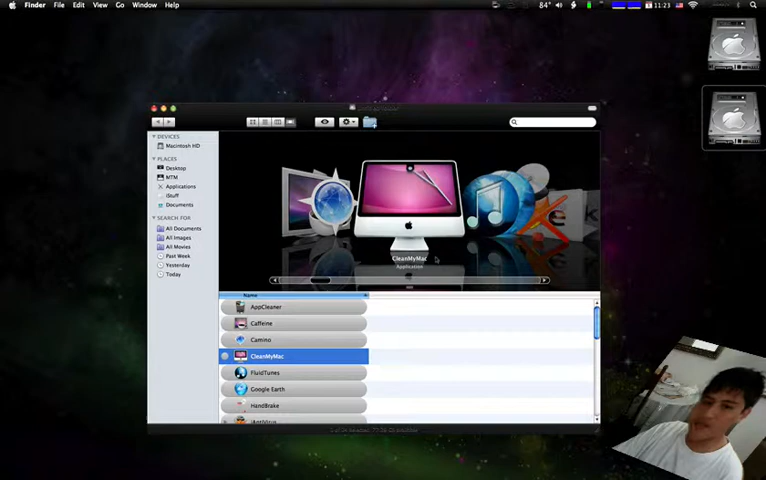 Finder File Edit View Go Window Help
84° 11:23
DEVICES
Macintosh HD
PLACES
Desktop
MTM
Applications
iStuff
Documents
SEARCH FOR
All Documents
All Images
All Movies
Past Week
Yesterday
Today
CleanMyMac
Application
Name
AppCleaner
Caffeine
Camino
CleanMyMac
FluidTunes
Google Earth
HandBrake
iAntiVirus